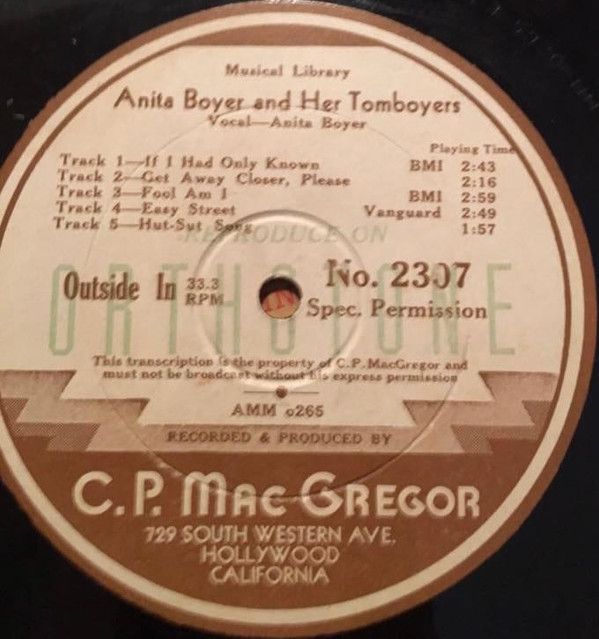 Musical Library
Anita Boyer and Her Tomboyers
Vocal—Anita Boyer
Playing Time
Track 1—If I Had Only Known BMI 2:43
Track 2—Get Away Closer, Please 2:16
Track 3—Fool Am I BMI 2:59
Track 4—Easy Street Vanguard 2:49
Track 5—Hut-Sut Song 1:57
REPRODUCE ON
ORTHOTONE
Outside In 33.3 RPM
No. 2307
Spec. Permission
This transcription is the property of C.P. MacGregor and
must not be broadcast without his express permission
AMM 0265
RECORDED & PRODUCED BY
C.P. MAC GREGOR
729 SOUTH WESTERN AVE.
HOLLYWOOD
CALIFORNIA